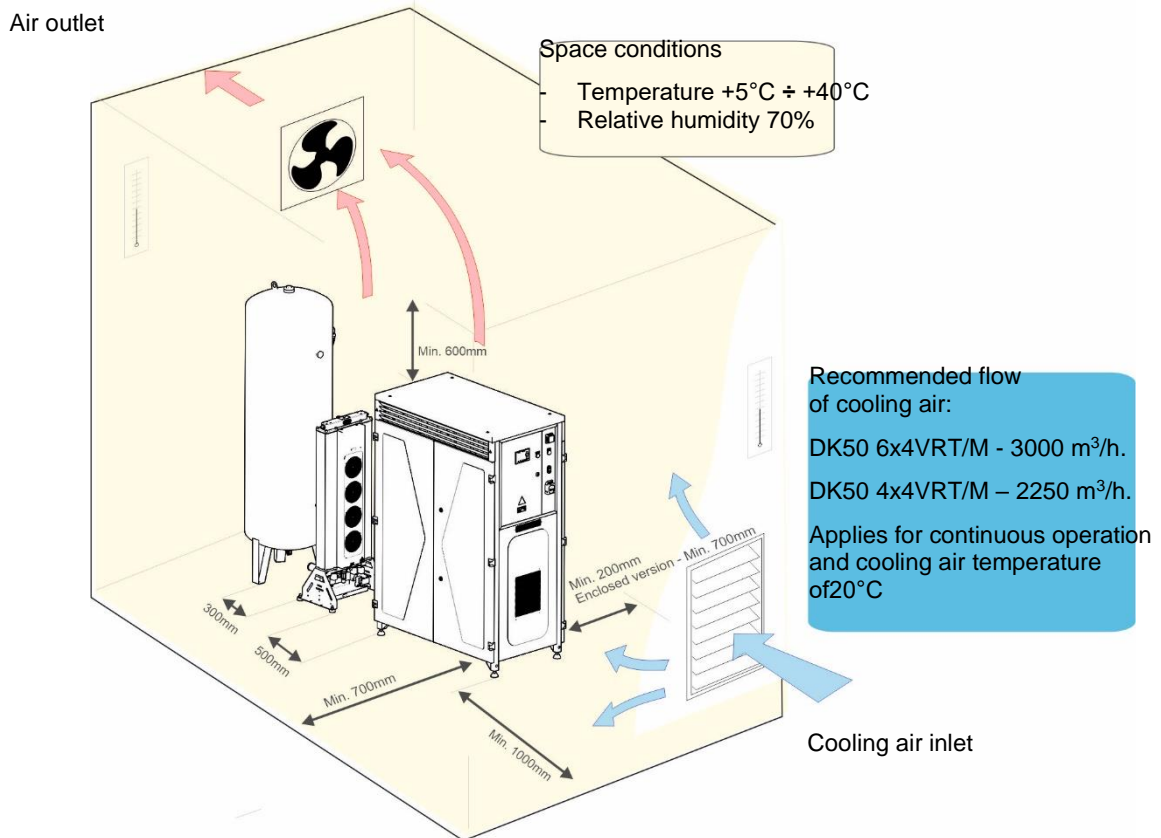 Air outlet
Space conditions
- Temperature +5°C ÷ +40°C
- Relative humidity 70%
Min. 600mm
Recommended flow
of cooling air:
DK50 6x4VRT/M - 3000 m³/h.
DK50 4x4VRT/M – 2250 m³/h.
Applies for continuous operation
and cooling air temperature
of20°C
Min. 200mm
Enclosed version - Min. 700mm
300mm
500mm
Min. 700mm
Min. 1000mm
Cooling air inlet